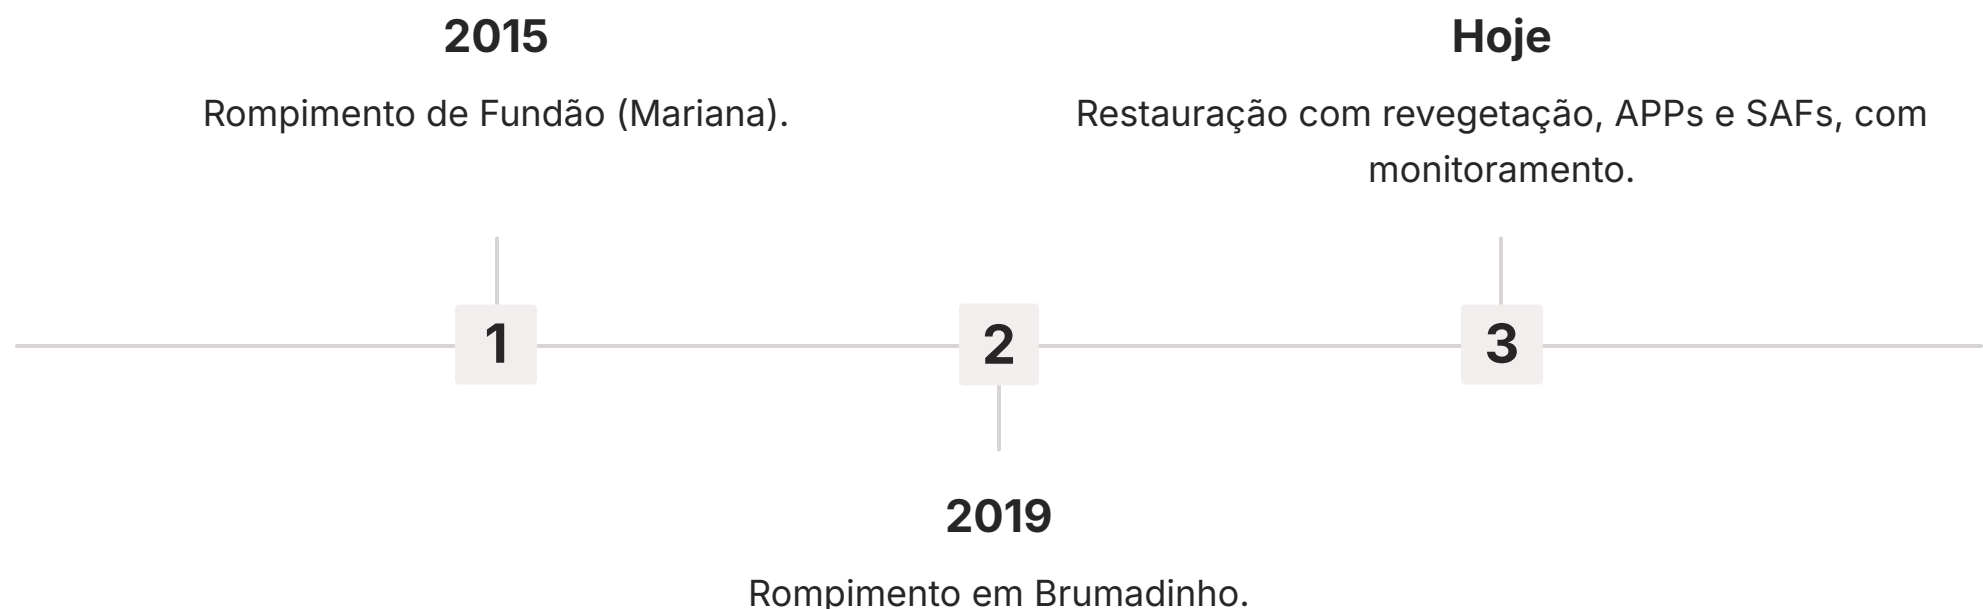 2015
Rompimento de Fundão (Mariana).
Hoje
Restauração com revegetação, APPs e SAFs, com
monitoramento.
1
2
3
2019
Rompimento em Brumadinho.